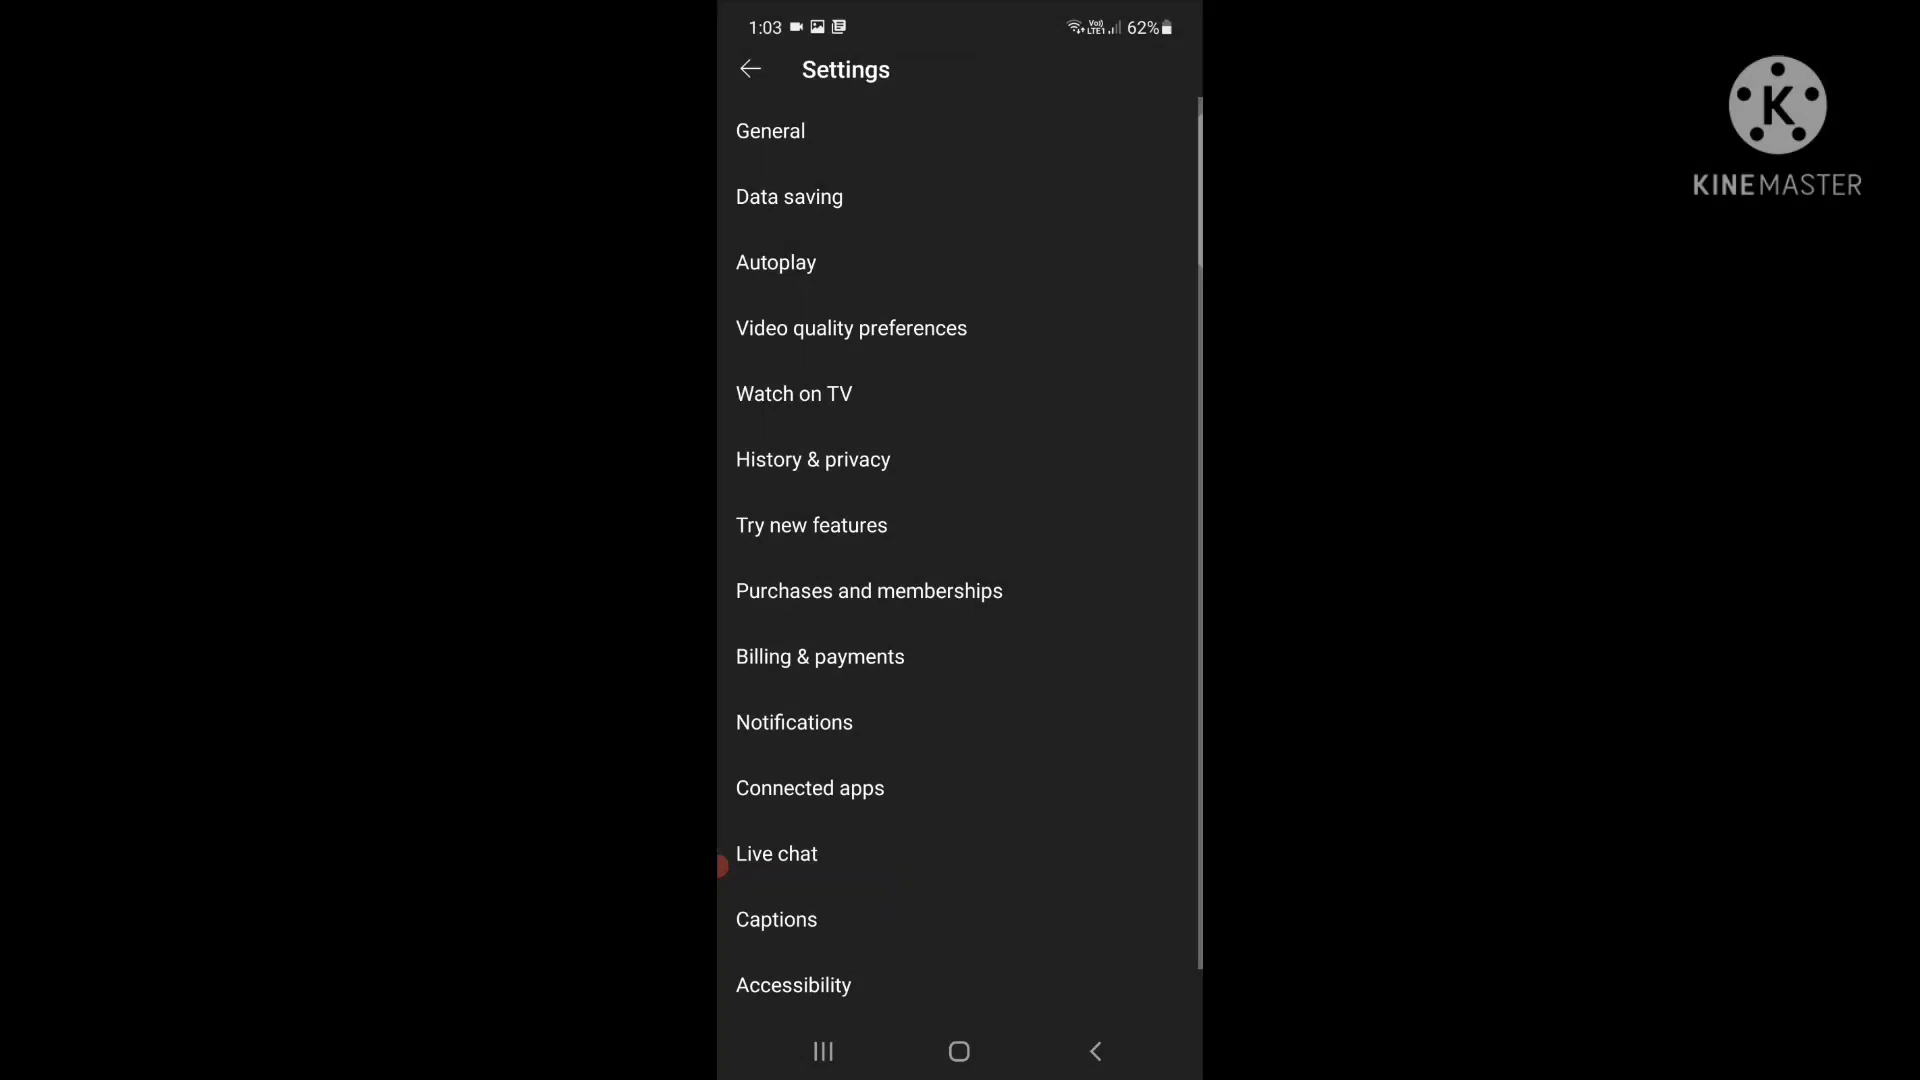 1:03
62%
Settings
General
Data saving
Autoplay
Video quality preferences
Watch on TV
History & privacy
Try new features
Purchases and memberships
Billing & payments
Notifications
Connected apps
Live chat
Captions
Accessibility
K
KINEMASTER